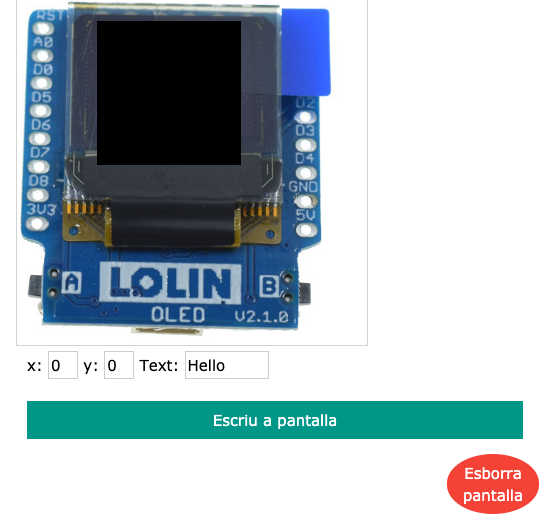 RST
A0
D0
D5
D6
D7
D8
3V3
D2
D3
D4
GND
5V
A
LOLIN
B
OLED
V2.1.0
x: 0 y: 0 Text: Hello
Escriu a pantalla
Esborra
pantalla